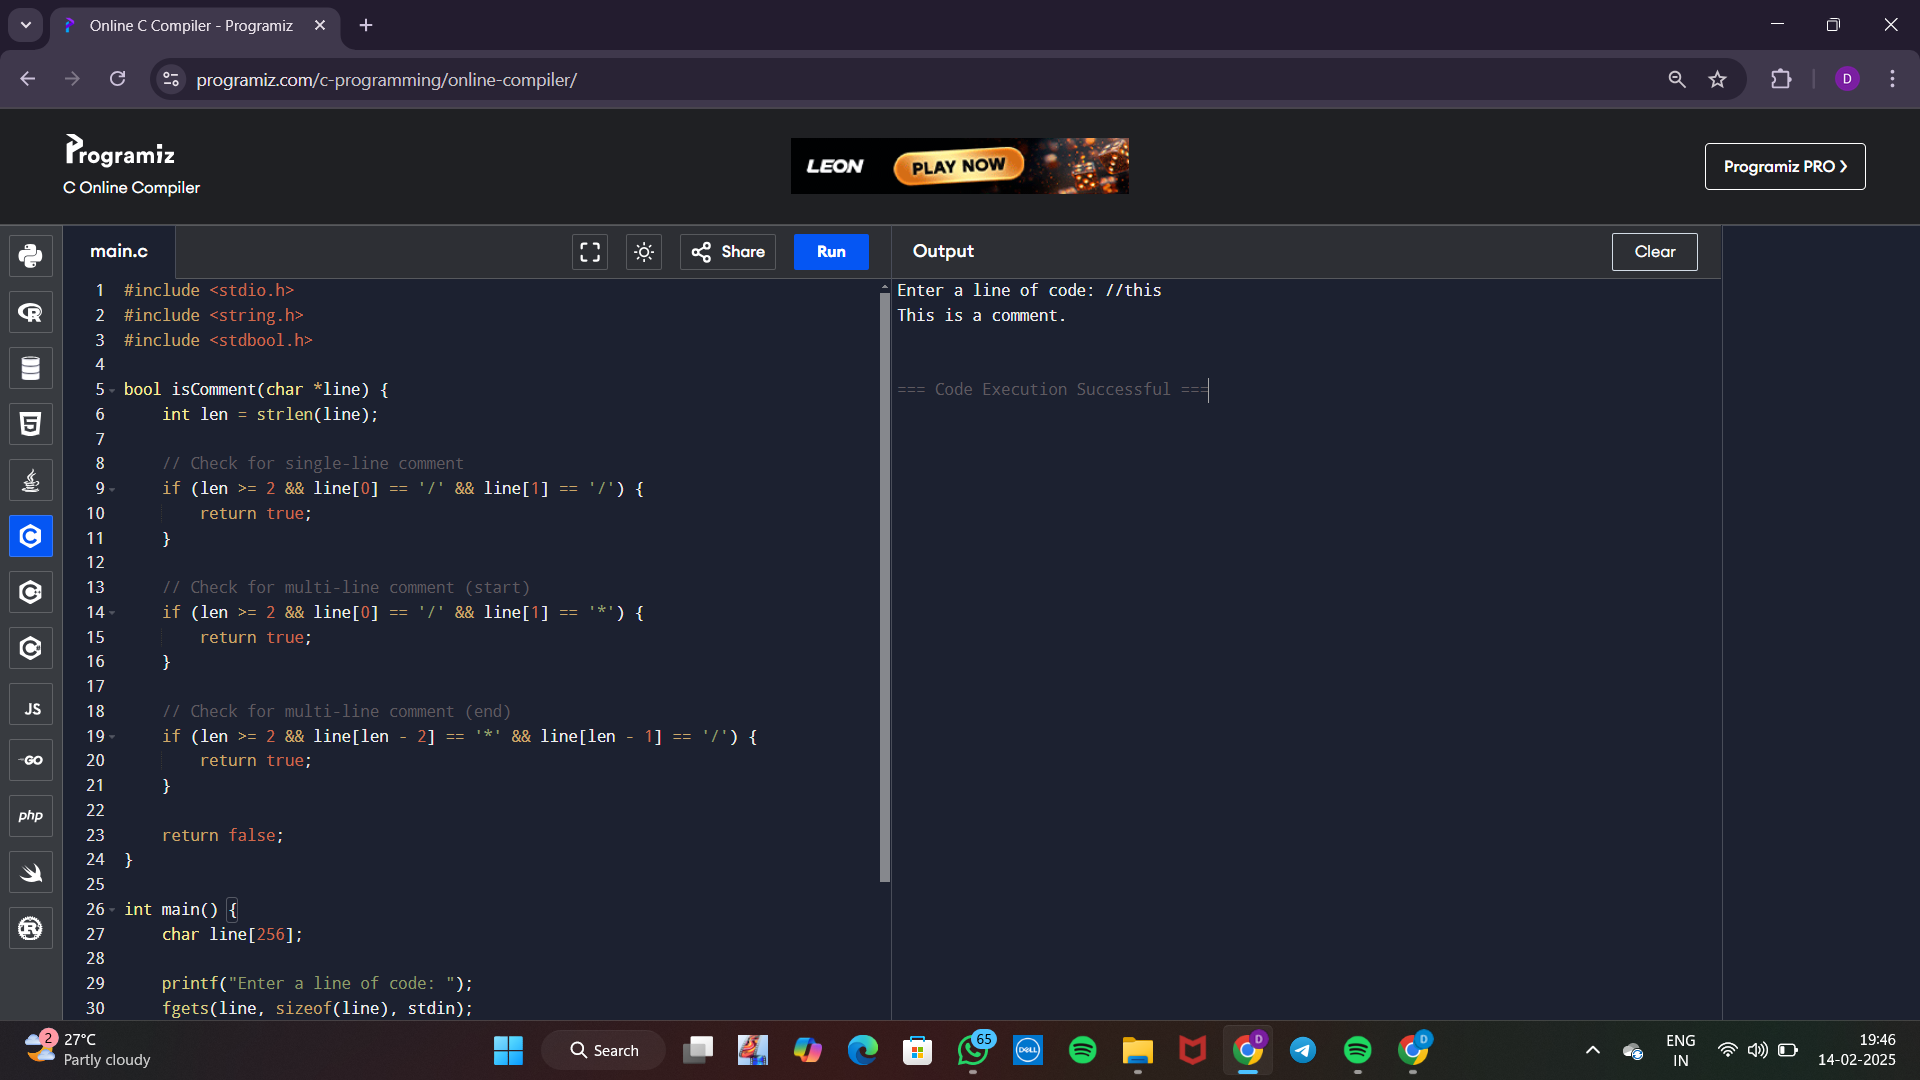 Online C Compiler - Programiz
programiz.com/c-programming/online-compiler/
D
Programiz
C Online Compiler
LEON PLAY NOW
Programiz PRO
main.c
Share
Run
Output
Clear
1 #include <stdio.h>
2 #include <string.h>
3 #include <stdbool.h>
4
5 bool isComment(char *line) {
6     int len = strlen(line);
7
8     // Check for single-line comment
9     if (len >= 2 && line[0] == '/' && line[1] == '/') {
10         return true;
11     }
12
13     // Check for multi-line comment (start)
14     if (len >= 2 && line[0] == '/' && line[1] == '*') {
15         return true;
16     }
17
18     // Check for multi-line comment (end)
19     if (len >= 2 && line[len - 2] == '*' && line[len - 1] == '/') {
20         return true;
21     }
22
23     return false;
24 }
25
26 int main() {
27     char line[256];
28
29     printf("Enter a line of code: ");
30     fgets(line, sizeof(line), stdin);
Enter a line of code: //this
This is a comment.
=== Code Execution Successful ===
R
5
C
C
C
JS
GO
php
R
2
27°C
Partly cloudy
Search
65
DELL
D
D
ENG
IN
19:46
14-02-2025